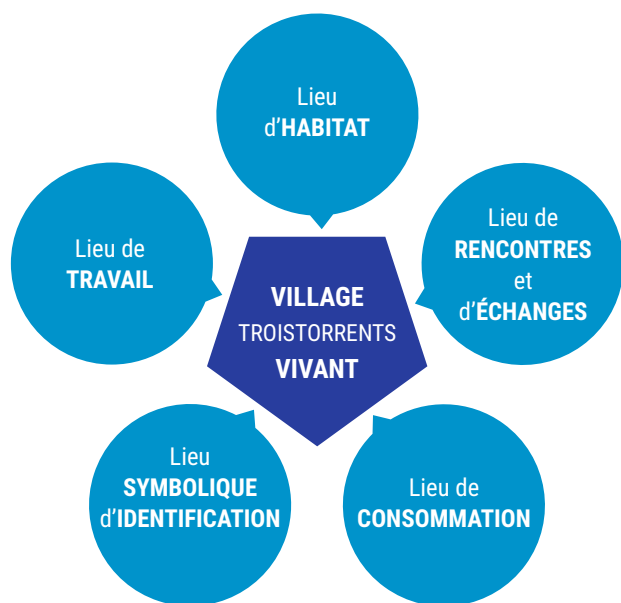 Lieu
d'HABITAT
Lieu de
RENCONTRES
et
d'ÉCHANGES
Lieu de
TRAVAIL
VILLAGE
TROISTORRENTS
VIVANT
Lieu
SYMBOLIQUE
d'IDENTIFICATION
Lieu de
CONSOMMATION